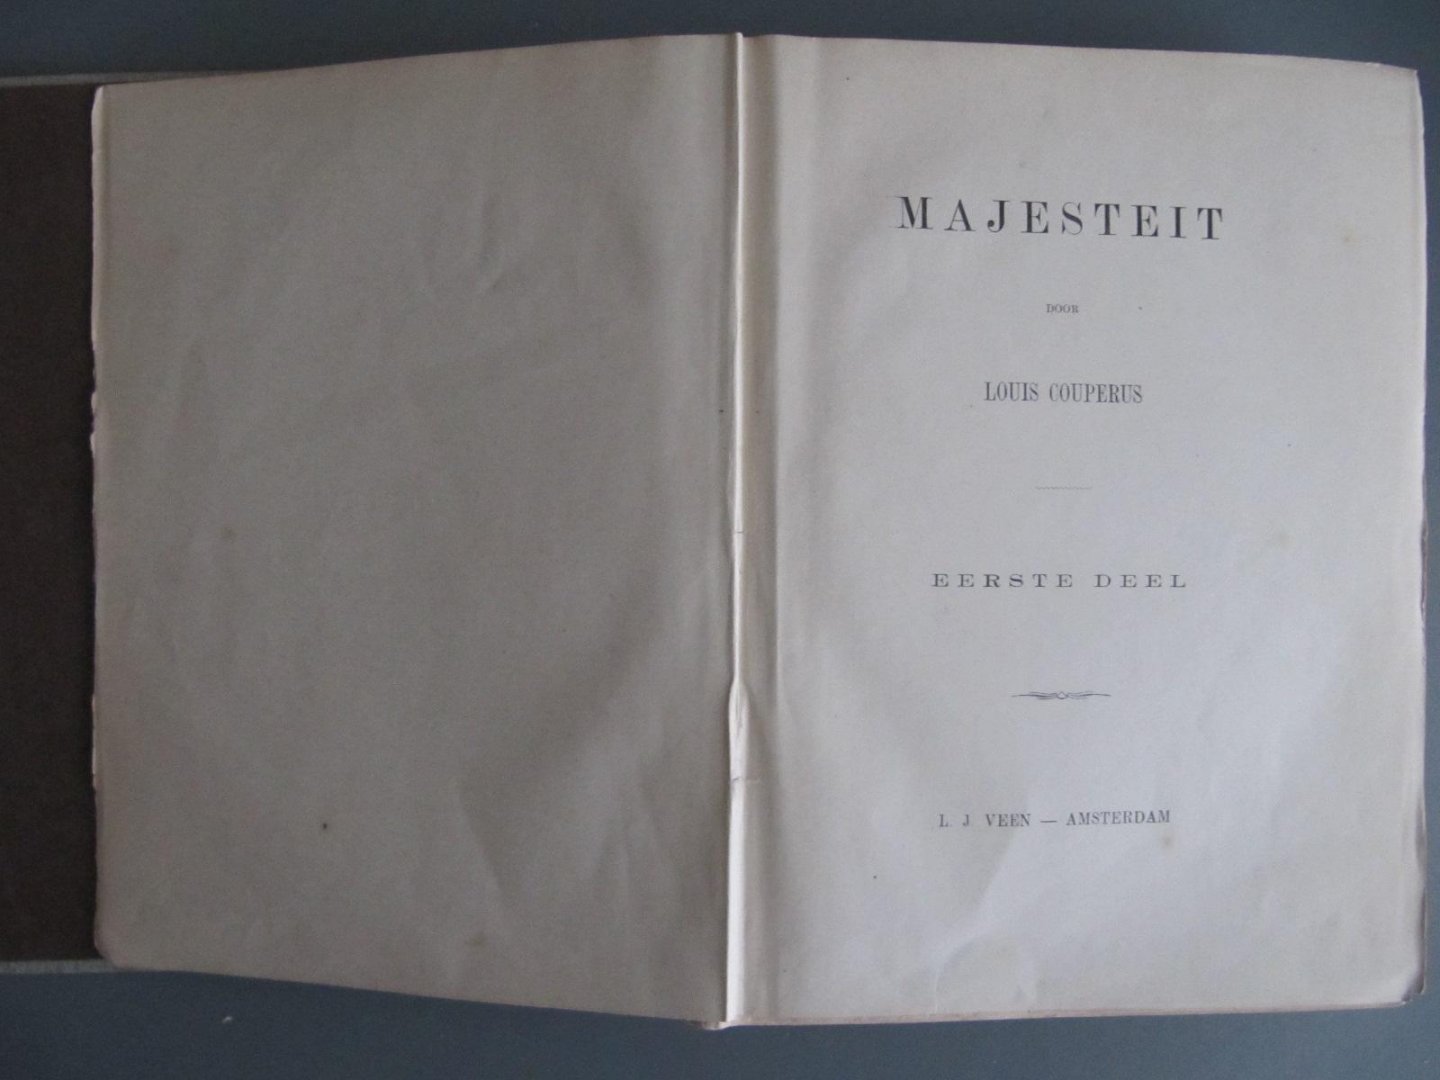 MAJESTEIT
DOOR
LOUIS COUPERUS
EERSTE DEEL
L. J. VEEN — AMSTERDAM